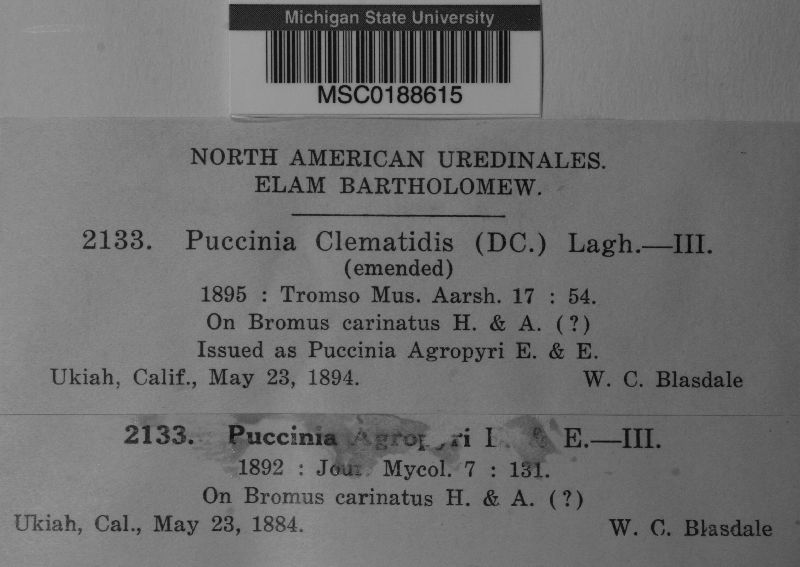 Michigan State University
MSC0188615
NORTH AMERICAN UREDINALES.
ELAM BARTHOLOMEW.
2133. Puccinia Clematidis (DC.) Lagh.—III.
(emended)
1895 : Tromso Mus. Aarsh. 17 : 54.
On Bromus carinatus H. & A. (?)
Issued as Puccinia Agropyri E. & E.
Ukiah, Calif., May 23, 1894.
W. C. Blasdale
2133. Puccinia Agropyri E. & E.—III.
1892 : Jour. Mycol. 7 : 131.
On Bromus carinatus H. & A. (?)
Ukiah, Cal., May 23, 1884.
W. C. Blasdale